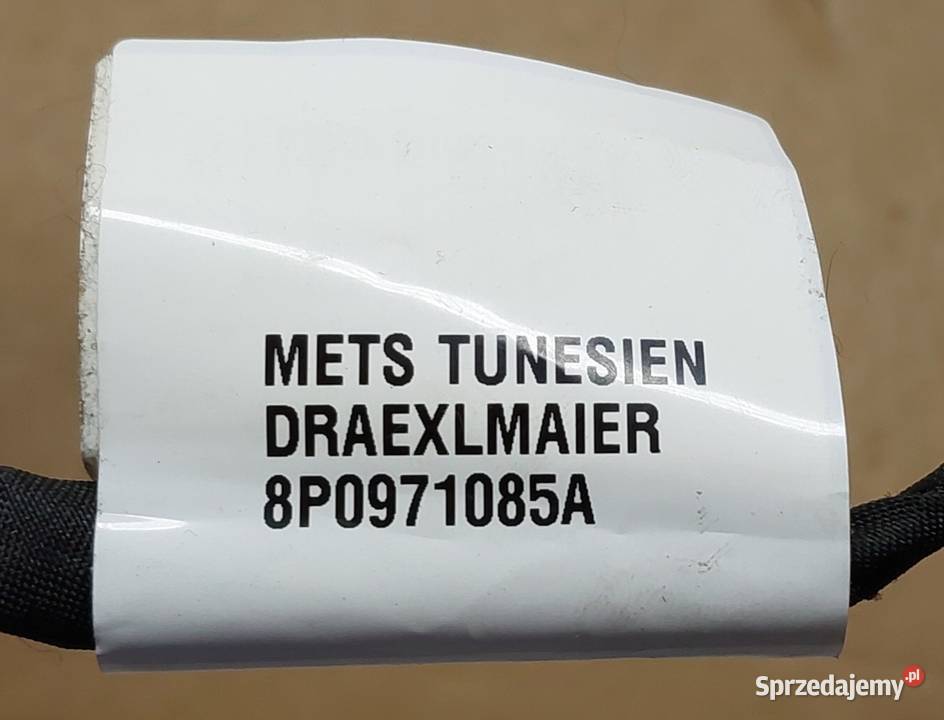 METS TUNESIEN
DRAEXLMAIER
8P0971085A
Sprzedajemy.pl